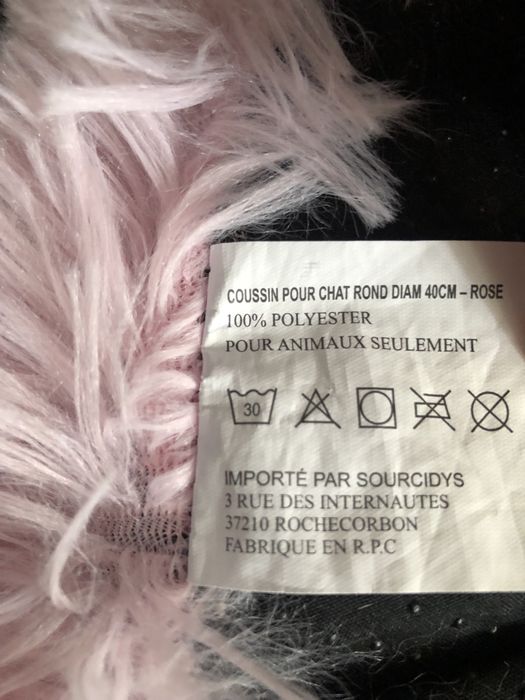 COUSSIN POUR CHAT ROND DIAM 40CM – ROSE
100% POLYESTER
POUR ANIMAUX SEULEMENT
30
IMPORTÉ PAR SOURCIDYS
3 RUE DES INTERNAUTES
37210 ROCHECORBON
FABRIQUE EN R.P.C